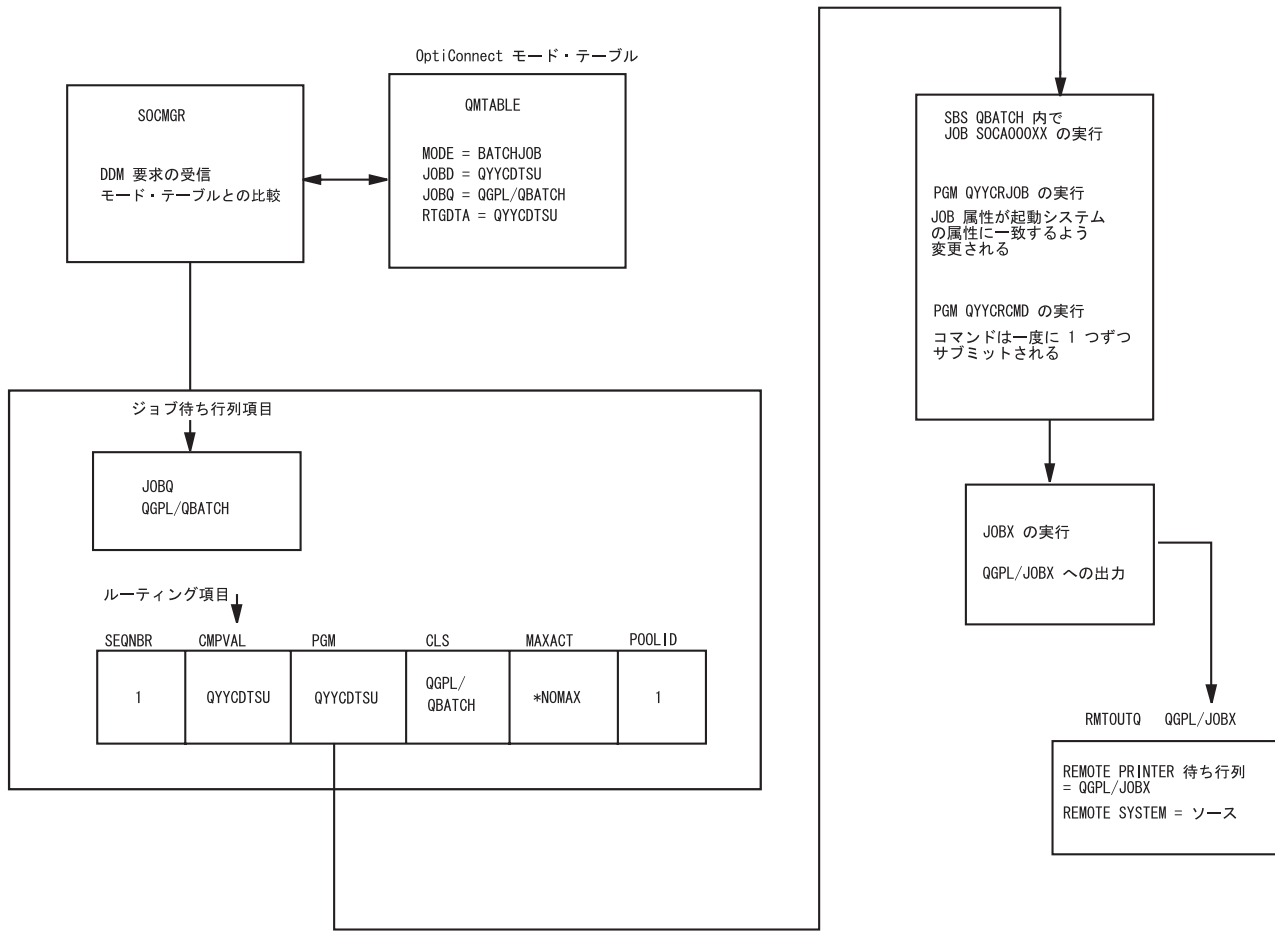 OptiConnect モード・テーブル
SOCMGR
DDM 要求の受信
モード・テーブルとの比較
QMTABLE
MODE = BATCHJOB
JOBD = QYYCDTSU
JOBQ = QGPL/QBATCH
RTGDTA = QYYCDTSU
ジョブ待ち行列項目
JOBQ
QGPL/QBATCH
ルーティング項目
SEQNBR CMPVAL PGM CLS MAXACT POOLID
1 QYYCDTSU QYYCDTSU QGPL/ *NOMAX 1
QBATCH
SBS QBATCH 内で
JOB SOCA000XX の実行
PGM QYYCRJOB の実行
JOB 属性が起動システム
の属性に一致するよう
変更される
PGM QYYCRCMD の実行
コマンドは一度に 1 つずつ
サブミットされる
JOBX の実行
QGPL/JOBX への出力
RMTOUTQ QGPL/JOBX
REMOTE PRINTER 待ち行列
= QGPL/JOBX
REMOTE SYSTEM = ソース